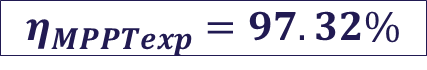 η_MPPTexp = 97.32%